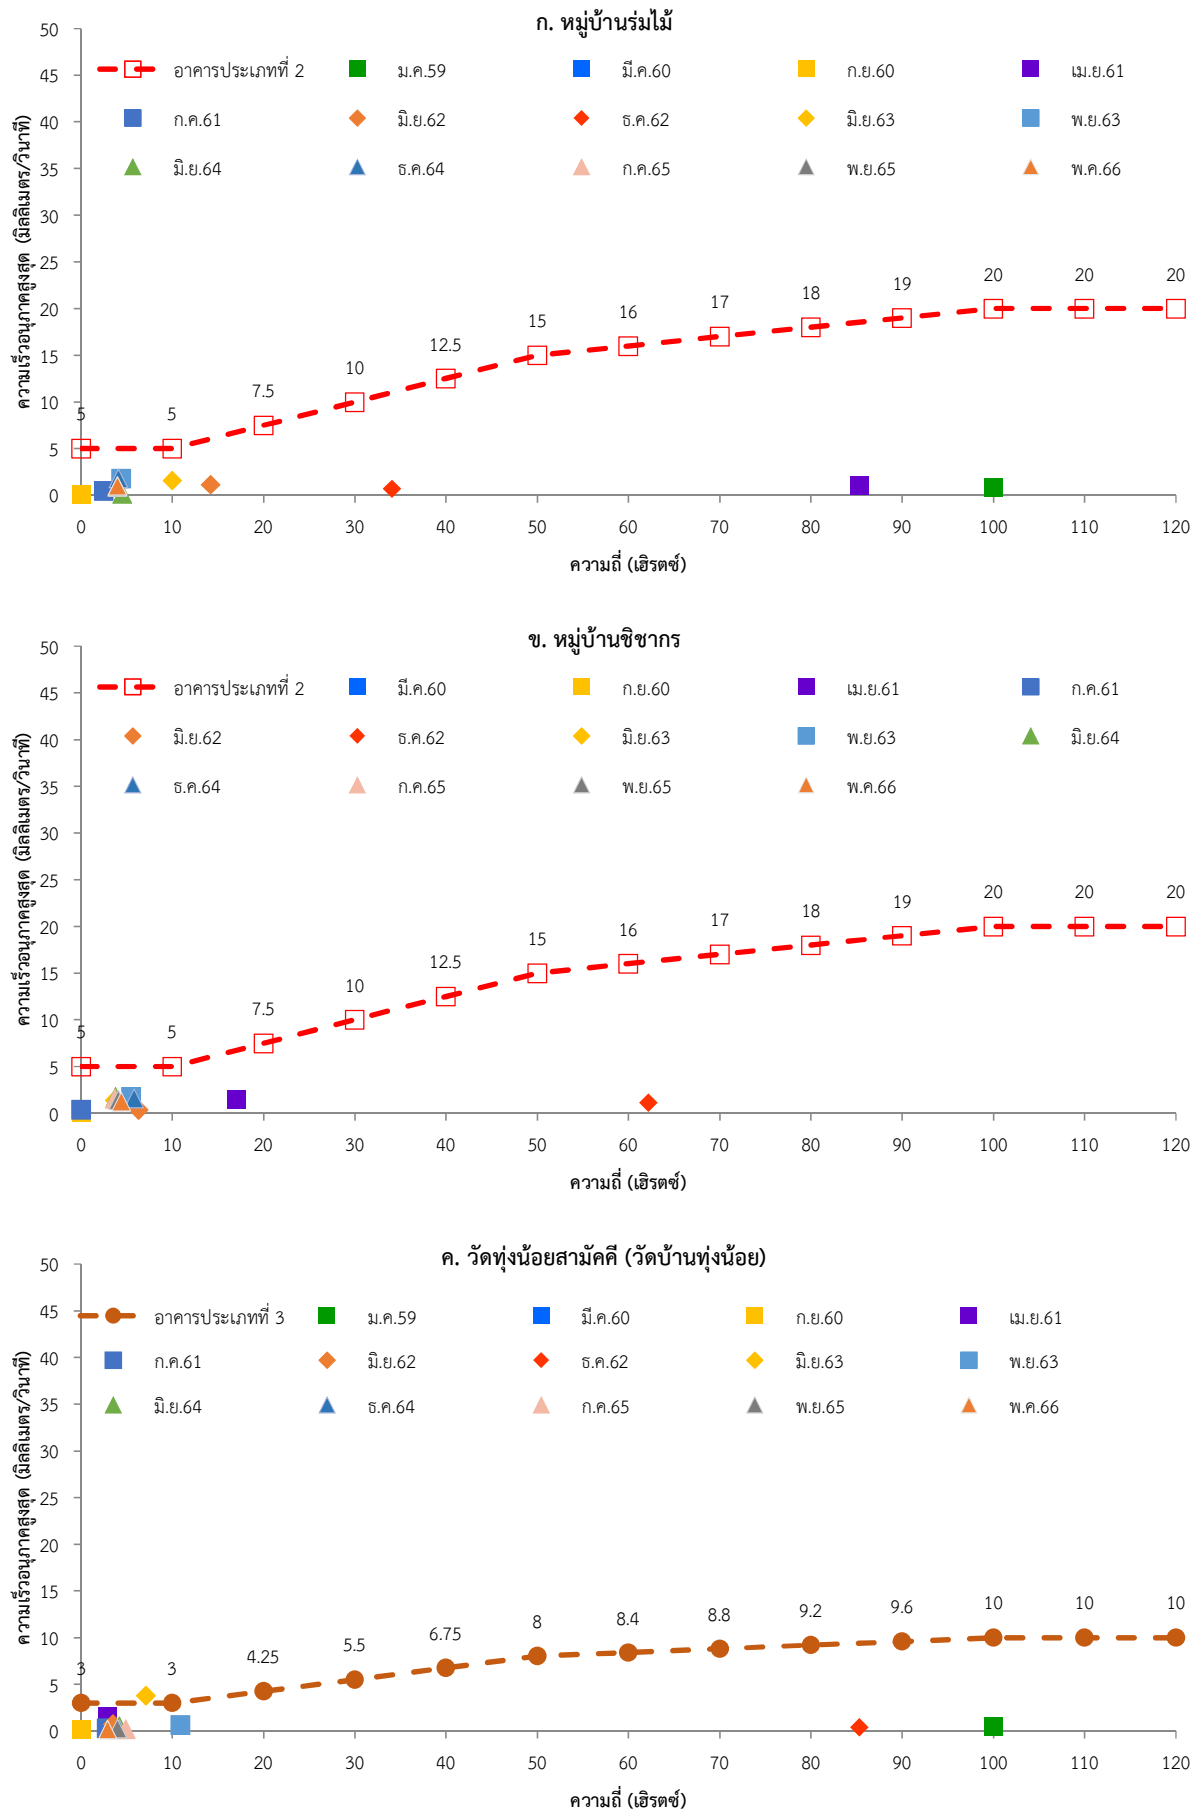 ก. หมู่บ้านร่มไม้
อาคารประเภทที่ 2 ม.ค.59 มี.ค.60 ก.ย.60 เม.ย.61
ก.ค.61 มิ.ย.62 ธ.ค.62 มิ.ย.63 พ.ย.63
มิ.ย.64 ธ.ค.64 ก.ค.65 พ.ย.65 พ.ค.66
ความเร็วอนุภาคสูงสุด (มิลลิเมตร/วินาที)
50
45
40
35
30
25
20
15
10
5
0
5 5 7.5 10 12.5 15 16 17 18 19 20 20 20
0 10 20 30 40 50 60 70 80 90 100 110 120
ความถี่ (เฮิรตซ์)
ข. หมู่บ้านชิชากร
อาคารประเภทที่ 2 มี.ค.60 ก.ย.60 เม.ย.61 ก.ค.61
มิ.ย.62 ธ.ค.62 มิ.ย.63 พ.ย.63 มิ.ย.64
ธ.ค.64 ก.ค.65 พ.ย.65 พ.ค.66
ความเร็วอนุภาคสูงสุด (มิลลิเมตร/วินาที)
50
45
40
35
30
25
20
15
10
5
0
5 5 7.5 10 12.5 15 16 17 18 19 20 20 20
0 10 20 30 40 50 60 70 80 90 100 110 120
ความถี่ (เฮิรตซ์)
ค. วัดทุ่งน้อยสามัคคี (วัดบ้านทุ่งน้อย)
อาคารประเภทที่ 3 ม.ค.59 มี.ค.60 ก.ย.60 เม.ย.61
ก.ค.61 มิ.ย.62 ธ.ค.62 มิ.ย.63 พ.ย.63
มิ.ย.64 ธ.ค.64 ก.ค.65 พ.ย.65 พ.ค.66
ความเร็วอนุภาคสูงสุด (มิลลิเมตร/วินาที)
50
45
40
35
30
25
20
15
10
5
0
3 3 4.25 5.5 6.75 8 8.4 8.8 9.2 9.6 10 10 10
0 10 20 30 40 50 60 70 80 90 100 110 120
ความถี่ (เฮิรตซ์)